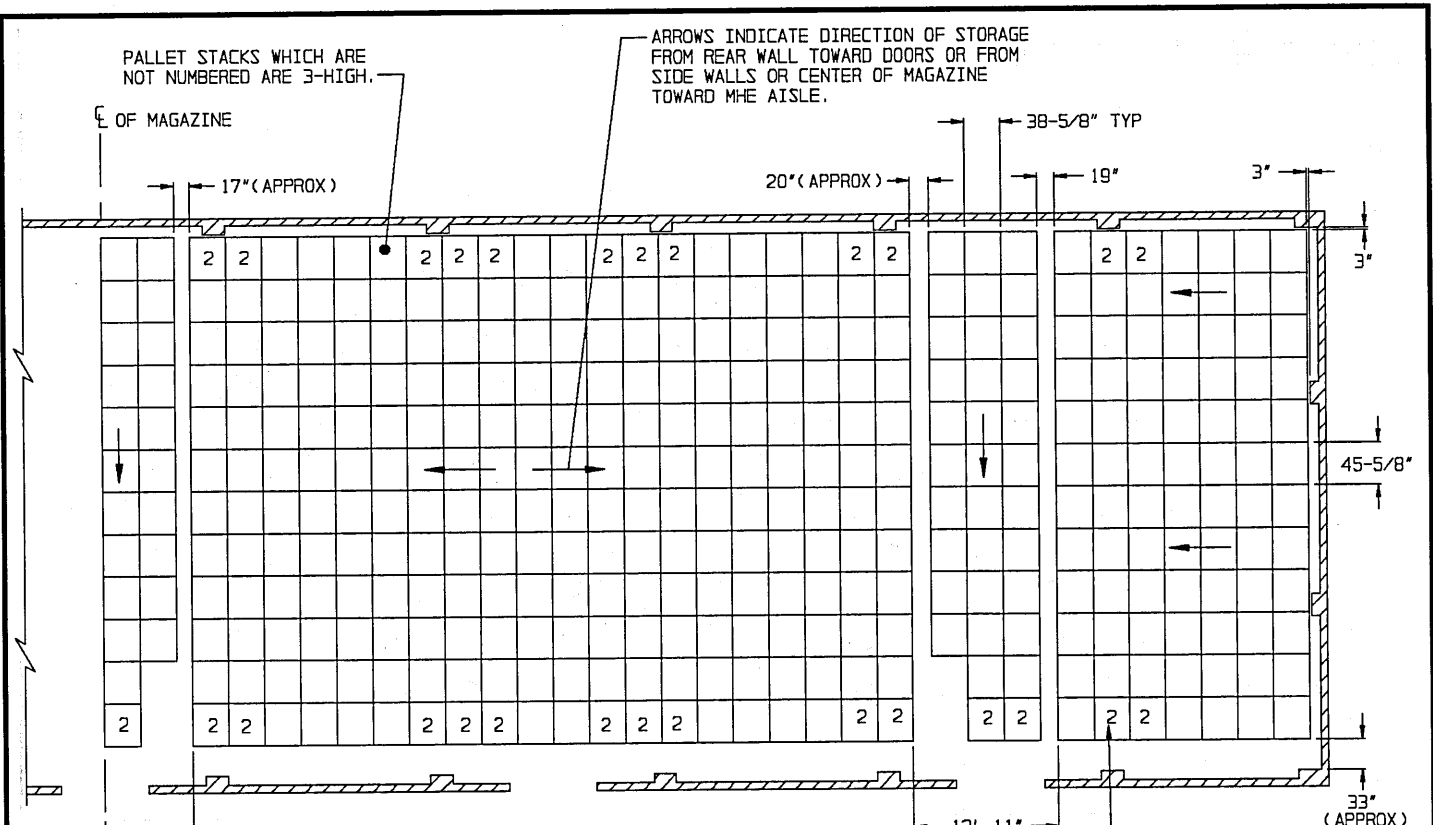 PALLET STACKS WHICH ARE
NOT NUMBERED ARE 3-HIGH.
ARROWS INDICATE DIRECTION OF STORAGE
FROM REAR WALL TOWARD DOORS OR FROM
SIDE WALLS OR CENTER OF MAGAZINE
TOWARD MHE AISLE.
℄ OF MAGAZINE
38-5/8" TYP
17"(APPROX)
20"(APPROX)
19"
3"
3"
2 2 2 2 2 2 2 2 2 2 2 2
45-5/8"
2 2 2 2 2 2 2 2 2 2 2 2 2 2 2
33"
(APPROX)